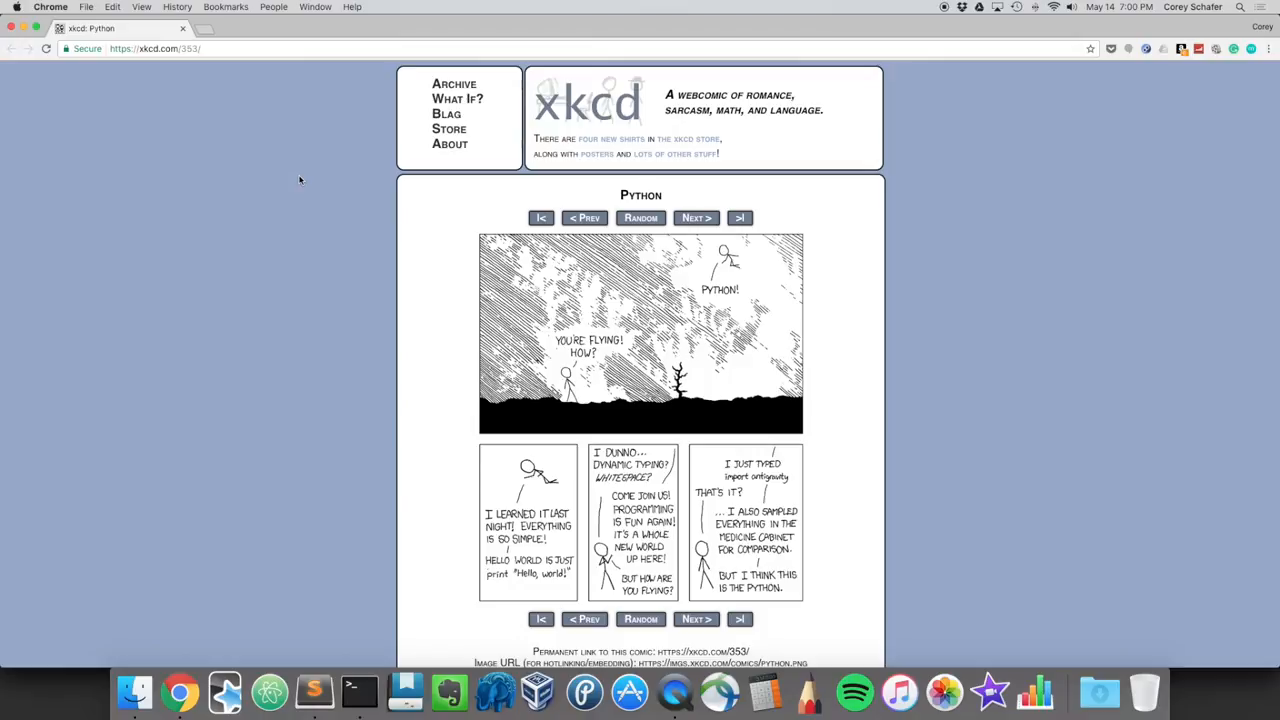 Chrome File Edit View History Bookmarks People Window Help May 14 7:00 PM Corey Schafer
xkcd: Python Corey
Secure https://xkcd.com/353/
Archive
What If?
Blag
Store
About
xkcd
A webcomic of romance,
sarcasm, math, and language.
There are four new shirts in the xkcd store,
along with posters and lots of other stuff!
Python
|< < Prev Random Next > >|
PYTHON!
YOU'RE FLYING!
HOW?
I LEARNED IT LAST
NIGHT! EVERYTHING
IS SO SIMPLE!
HELLO WORLD IS JUST
print "Hello, world!"
I DUNNO...
DYNAMIC TYPING?
WHITESPACE?
COME JOIN US!
PROGRAMMING
IS FUN AGAIN!
IT'S A WHOLE
NEW WORLD
UP HERE!
BUT HOW ARE
YOU FLYING?
I JUST TYPED
import antigravity
THAT'S IT?
... I ALSO SAMPLED
EVERYTHING IN THE
MEDICINE CABINET
FOR COMPARISON.
BUT I THINK THIS
IS THE PYTHON.
|< < Prev Random Next > >|
Permanent link to this comic: https://xkcd.com/353/
Image URL (for hotlinking/embedding): https://imgs.xkcd.com/comics/python.png